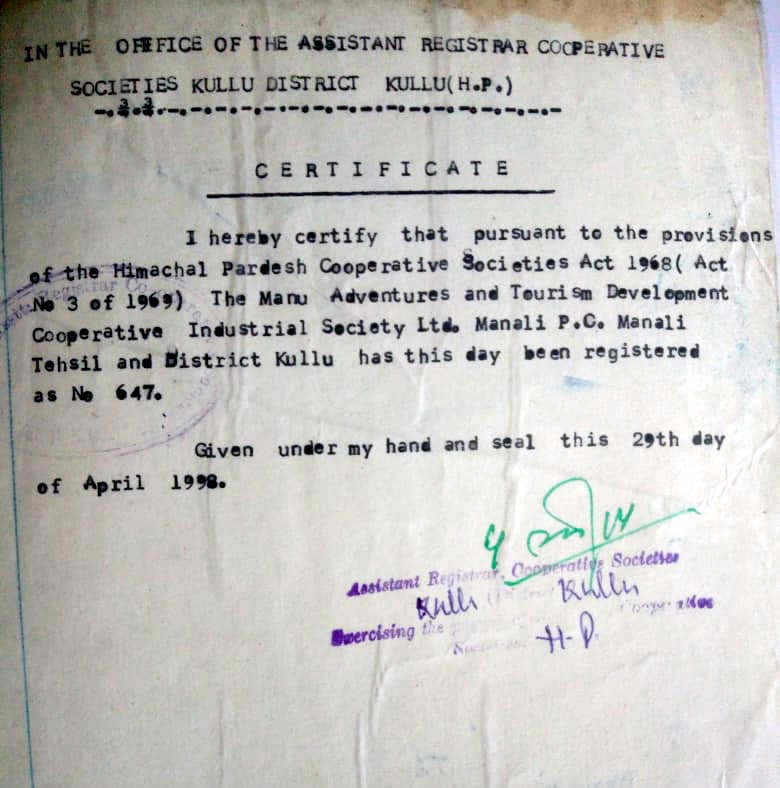 IN THE OFFICE OF THE ASSISTANT REGISTRAR COOPERATIVE
SOCIETIES KULLU DISTRICT KULLU(H.P.)
CERTIFICATE
I hereby certify that pursuant to the provisions
of the Himachal Pardesh Cooperative Societies Act 1968( Act
No 3 of 1969) The Manu Adventures and Tourism Development
Cooperative Industrial Society Ltd. Manali P.C. Manali
Tehsil and District Kullu has this day been registered
as No 647.
Given under my hand and seal this 29th day
of April 1998.
Assistant Registrar, Cooperative Societies
Kullu Kullu
Exercising the Cooperative
H.P.